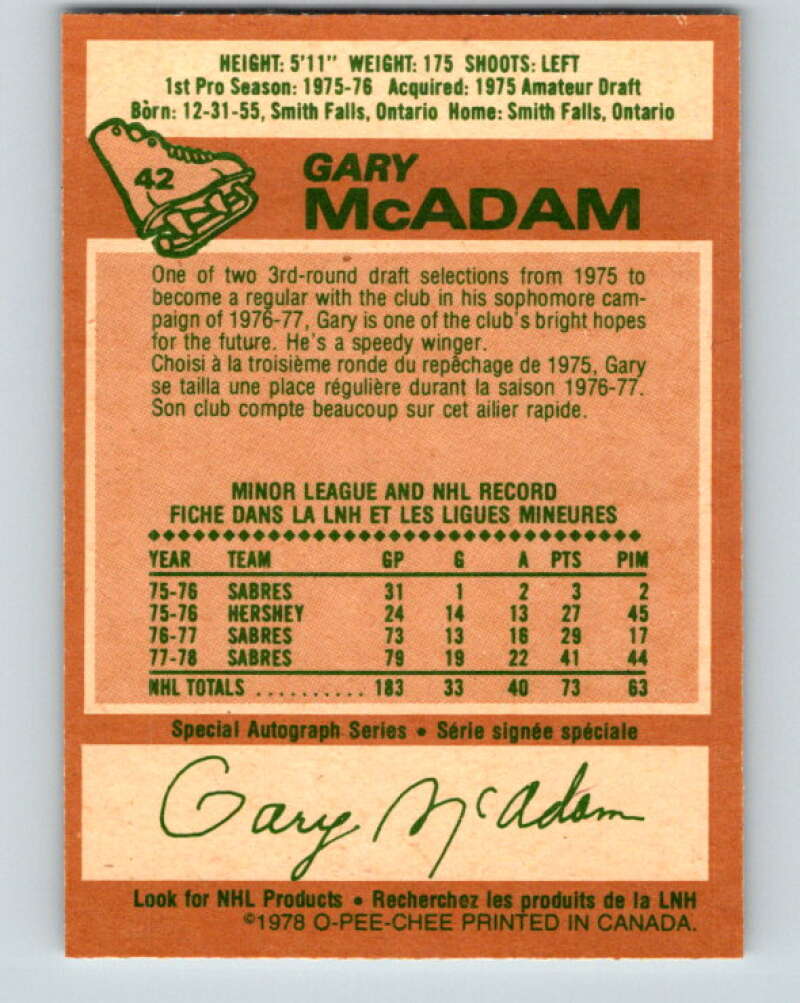 HEIGHT: 5'11" WEIGHT: 175 SHOOTS: LEFT
1st Pro Season: 1975-76 Acquired: 1975 Amateur Draft
Bòrn: 12-31-55, Smith Falls, Ontario Home: Smith Falls, Ontario
42
GARY
McADAM
One of two 3rd-round draft selections from 1975 to
become a regular with the club in his sophomore cam-
paign of 1976-77, Gary is one of the club's bright hopes
for the future. He's a speedy winger.
Choisi à la troisième ronde du repêchage de 1975, Gary
se tailla une place régulière durant la saison 1976-77.
Son club compte beaucoup sur cet ailier rapide.
MINOR LEAGUE AND NHL RECORD
FICHE DANS LA LNH ET LES LIGUES MINEURES
YEAR TEAM GP G A PTS PIM
75-76 SABRES 31 1 2 3 2
75-76 HERSHEY 24 14 13 27 45
76-77 SABRES 73 13 16 29 17
77-78 SABRES 79 19 22 41 44
NHL TOTALS .......... 183 33 40 73 63
Special Autograph Series • Série signée spéciale
Gary McAdam
Look for NHL Products • Recherchez les produits de la LNH
©1978 O-PEE-CHEE PRINTED IN CANADA.